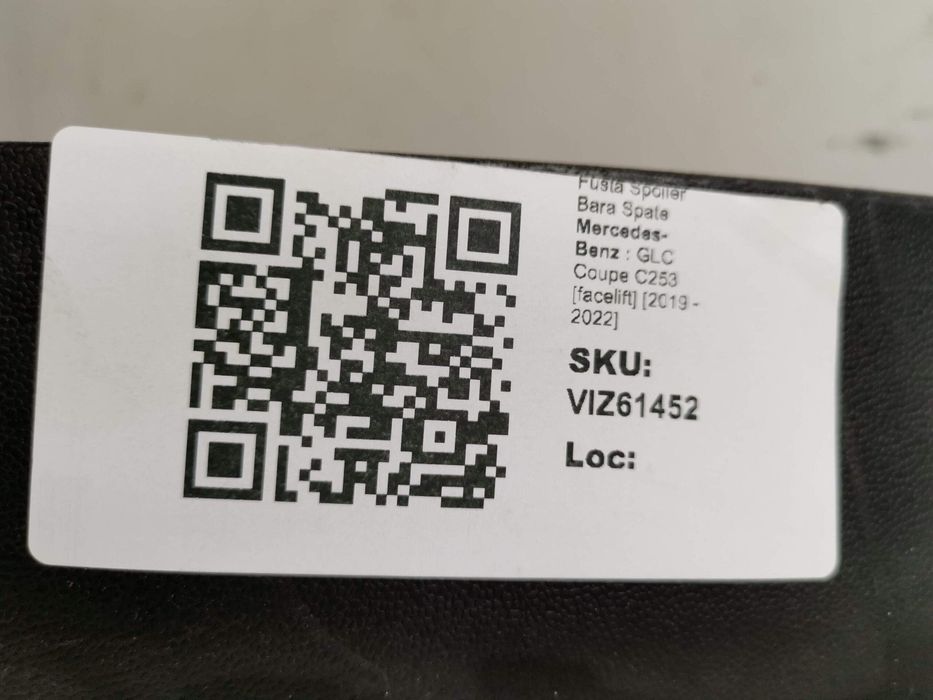 Fusta Spoiler
Bara Spate
Mercedes-
Benz : GLC
Coupe C253
[facelift] [2019 -
2022]
SKU:
VIZ61452
Loc: